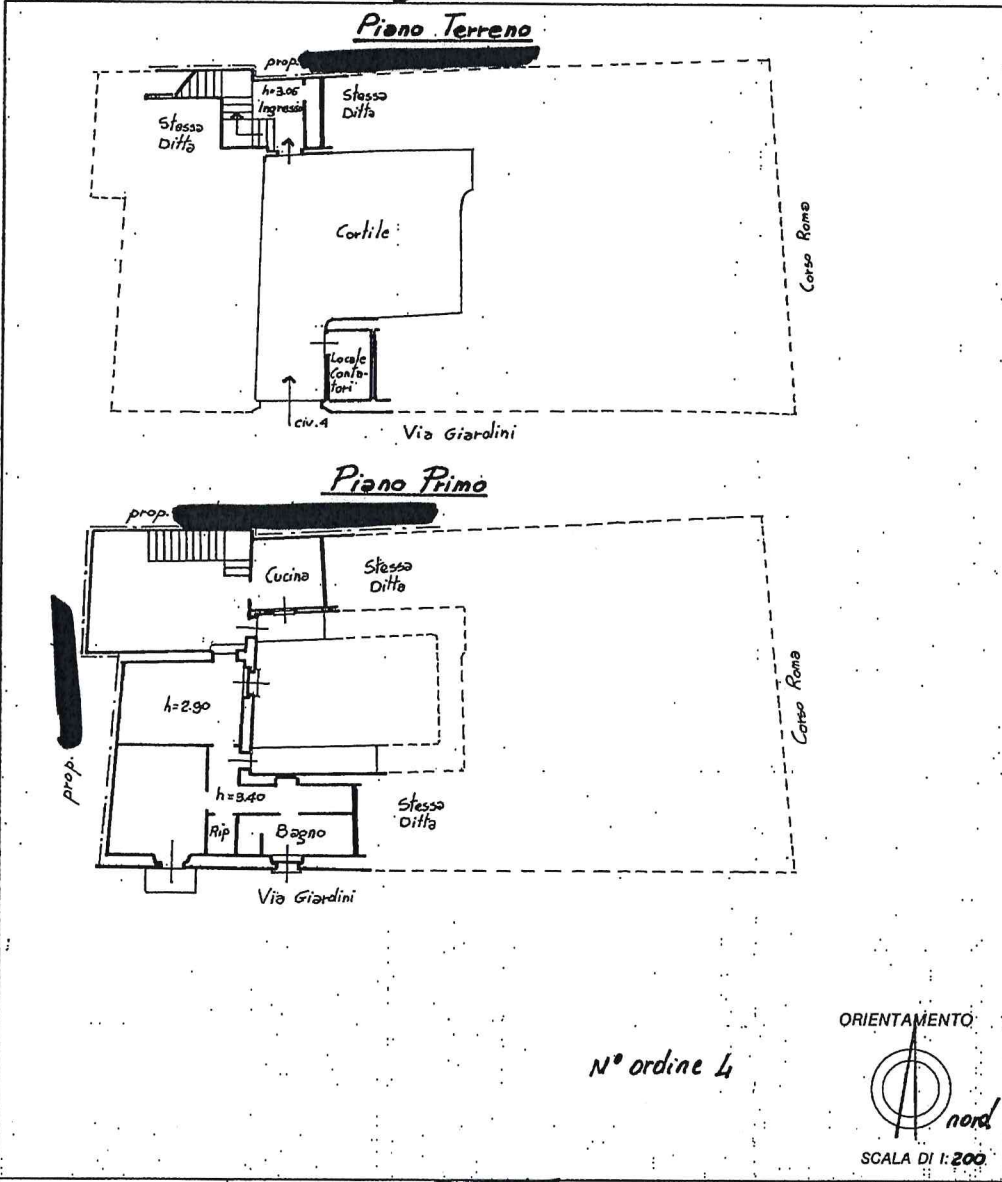 Piano Terreno
prop.
h=3.05
Ingresso
Stessa
Ditta
Stessa
Ditta
Cortile
Corso Roma
Locale
Conta-
tori
civ.4
Via Giardini
Piano Primo
prop.
Cucina
Stessa
Ditta
h=2.90
Corso Roma
prop.
h=3.40
Stessa
Ditta
Rip
Bagno
Via Giardini
ORIENTAMENTO
N° ordine 4
nord
SCALA DI 1:200